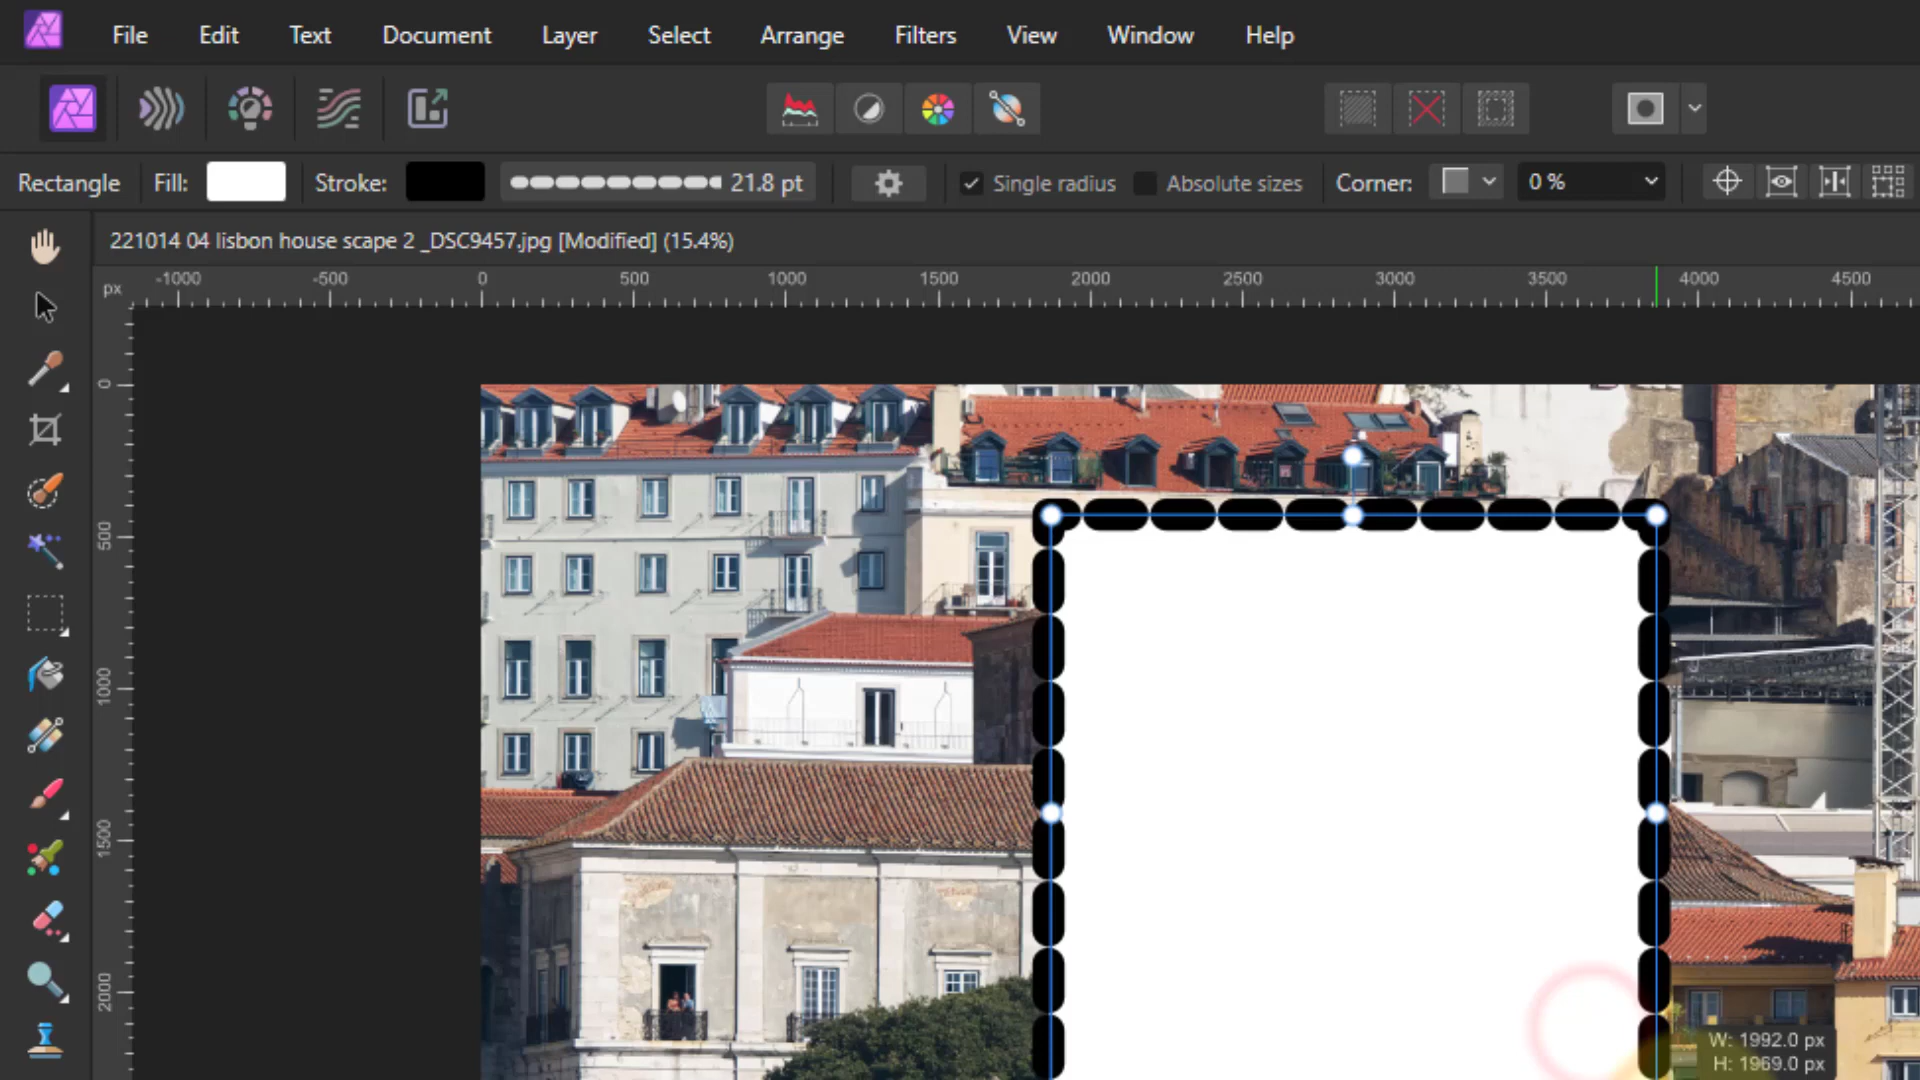 File Edit Text Document Layer Select Arrange Filters View Window Help
Rectangle Fill: Stroke: 21.8 pt Single radius Absolute sizes Corner: 0 %
221014 04 lisbon house scape 2 _DSC9457.jpg [Modified] (15.4%)
px -1000 -500 0 500 1000 1500 2000 2500 3000 3500 4000 4500
0
500
1000
1500
2000
W: 1992.0 px
H: 1969.0 px